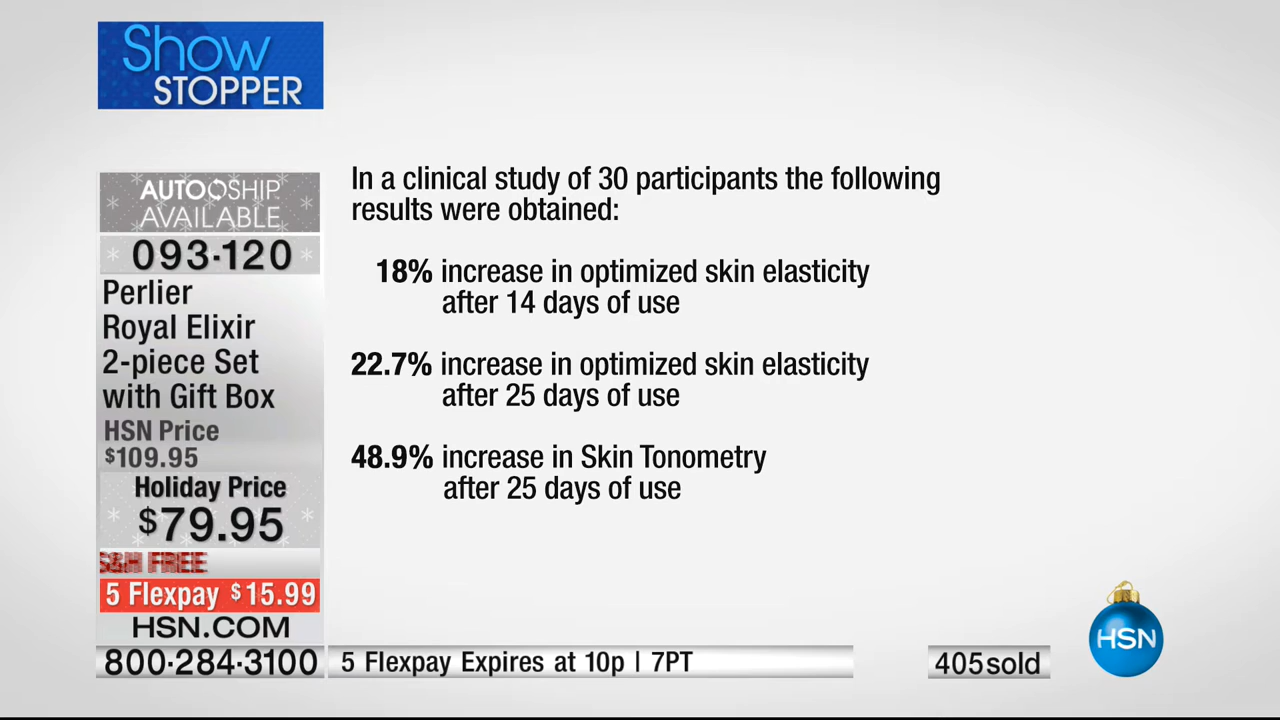 Show
STOPPER
AUTO SHIP
AVAILABLE
093·120
Perlier
Royal Elixir
2-piece Set
with Gift Box
HSN Price
$109.95
Holiday Price
$79.95
S&H FREE
5 Flexpay $15.99
HSN.COM
800·284·3100
In a clinical study of 30 participants the following
results were obtained:
18% increase in optimized skin elasticity
after 14 days of use
22.7% increase in optimized skin elasticity
after 25 days of use
48.9% increase in Skin Tonometry
after 25 days of use
5 Flexpay Expires at 10p | 7PT
405 sold
HSN